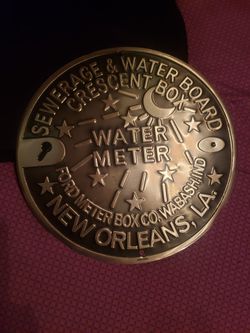 SEWERAGE & WATER BOARD
CRESCENT BOX
WATER
METER
FORD METER BOX CO. WABASH, IND
NEW ORLEANS, LA.